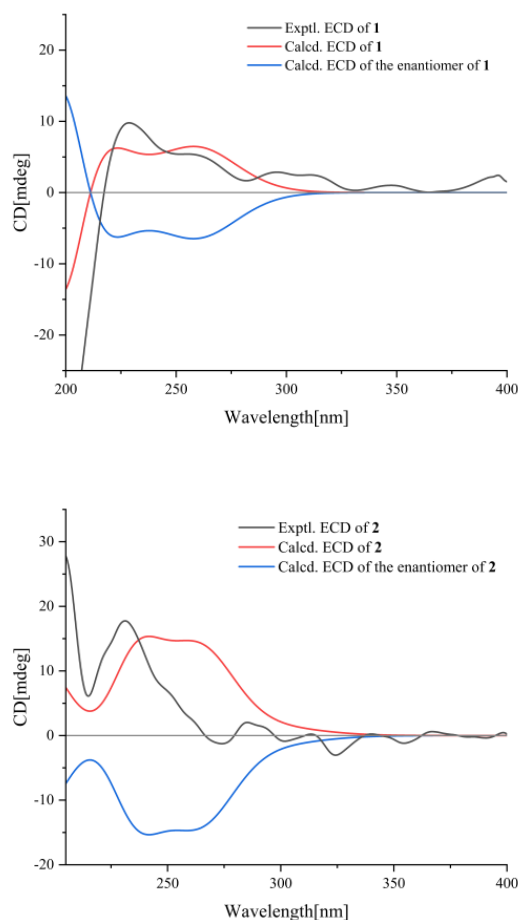 Exptl. ECD of 1
Calcd. ECD of 1
Calcd. ECD of the enantiomer of 1
20
10
0
-10
-20
CD[mdeg]
200 250 300 350 400
Wavelength[nm]
Exptl. ECD of 2
Calcd. ECD of 2
Calcd. ECD of the enantiomer of 2
30
20
10
0
-10
-20
CD[mdeg]
250 300 350 400
Wavelength[nm]